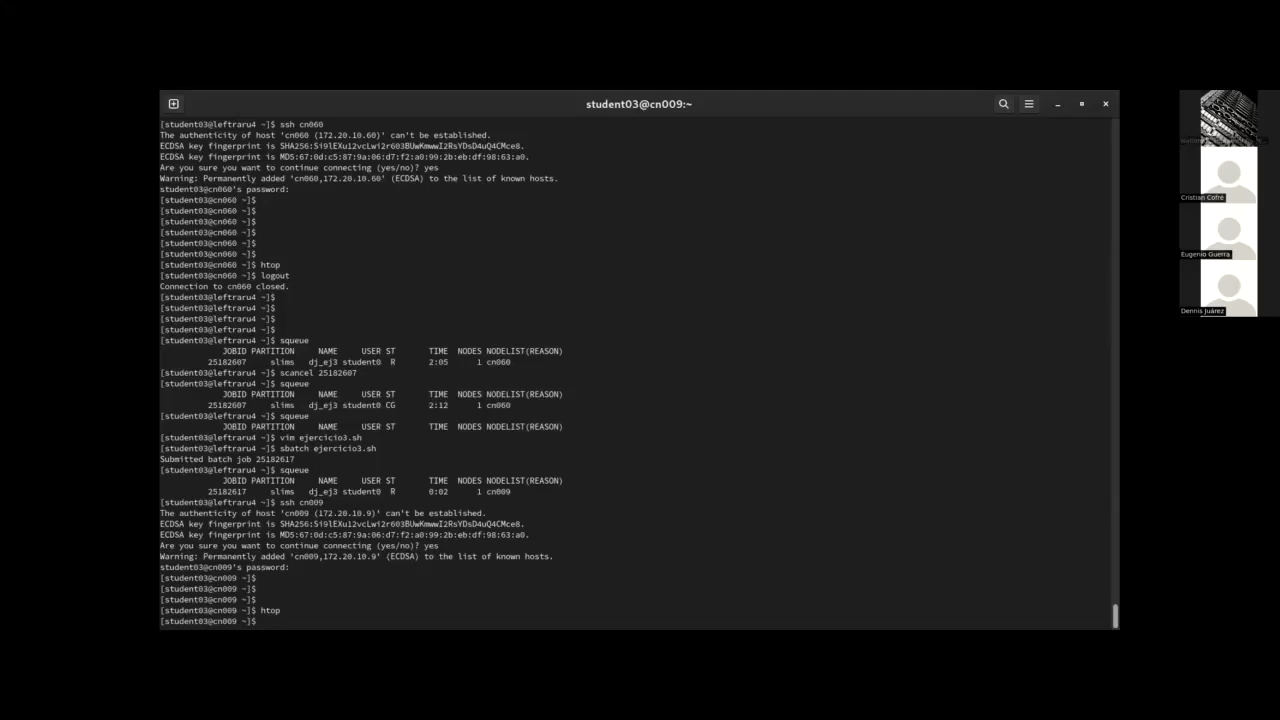 student03@cn009:~
[student03@leftraru4 ~]$ ssh cn060
The authenticity of host 'cn060 (172.20.10.60)' can't be established.
ECDSA key fingerprint is SHA256:Si9lEXu12vcLwi2r603BUwKmwwI2RsYDsD4uQ4CMce8.
ECDSA key fingerprint is MD5:67:0d:c5:87:9a:06:d7:f2:a0:99:2b:eb:df:98:63:a0.
Are you sure you want to continue connecting (yes/no)? yes
Warning: Permanently added 'cn060,172.20.10.60' (ECDSA) to the list of known hosts.
student03@cn060's password:
[student03@cn060 ~]$
[student03@cn060 ~]$
[student03@cn060 ~]$
[student03@cn060 ~]$
[student03@cn060 ~]$
[student03@cn060 ~]$
[student03@cn060 ~]$ htop
[student03@cn060 ~]$ logout
Connection to cn060 closed.
[student03@leftraru4 ~]$
[student03@leftraru4 ~]$
[student03@leftraru4 ~]$
[student03@leftraru4 ~]$
[student03@leftraru4 ~]$ squeue
JOBID PARTITION NAME USER ST TIME NODES NODELIST(REASON)
25182607 slims dj_ej3 student0 R 2:05 1 cn060
[student03@leftraru4 ~]$ scancel 25182607
[student03@leftraru4 ~]$ squeue
JOBID PARTITION NAME USER ST TIME NODES NODELIST(REASON)
25182607 slims dj_ej3 student0 CG 2:12 1 cn060
[student03@leftraru4 ~]$ squeue
JOBID PARTITION NAME USER ST TIME NODES NODELIST(REASON)
[student03@leftraru4 ~]$ vim ejercicio3.sh
[student03@leftraru4 ~]$ sbatch ejercicio3.sh
Submitted batch job 25182617
[student03@leftraru4 ~]$ squeue
JOBID PARTITION NAME USER ST TIME NODES NODELIST(REASON)
25182617 slims dj_ej3 student0 R 0:02 1 cn009
[student03@leftraru4 ~]$ ssh cn009
The authenticity of host 'cn009 (172.20.10.9)' can't be established.
ECDSA key fingerprint is SHA256:Si9lEXu12vcLwi2r603BUwKmwwI2RsYDsD4uQ4CMce8.
ECDSA key fingerprint is MD5:67:0d:c5:87:9a:06:d7:f2:a0:99:2b:eb:df:98:63:a0.
Are you sure you want to continue connecting (yes/no)? yes
Warning: Permanently added 'cn009,172.20.10.9' (ECDSA) to the list of known hosts.
student03@cn009's password:
[student03@cn009 ~]$
[student03@cn009 ~]$
[student03@cn009 ~]$
[student03@cn009 ~]$ htop
[student03@cn009 ~]$
Cristian Cofré
Eugenio Guerra
Dennis Juárez